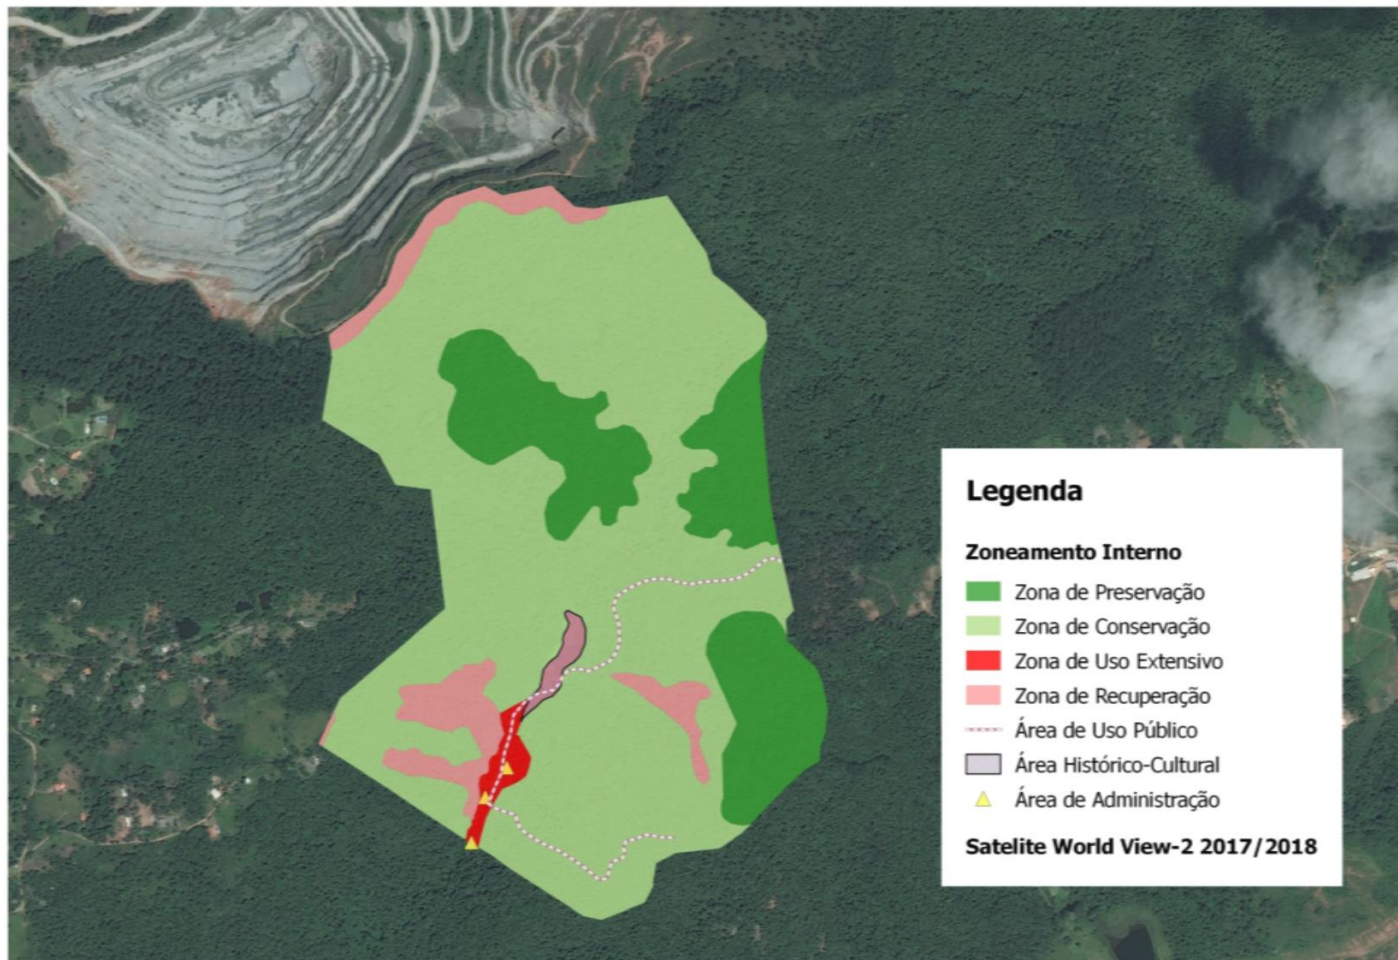 Legenda
Zoneamento Interno
Zona de Preservação
Zona de Conservação
Zona de Uso Extensivo
Zona de Recuperação
Área de Uso Público
Área Histórico-Cultural
Área de Administração
Satelite World View-2 2017/2018